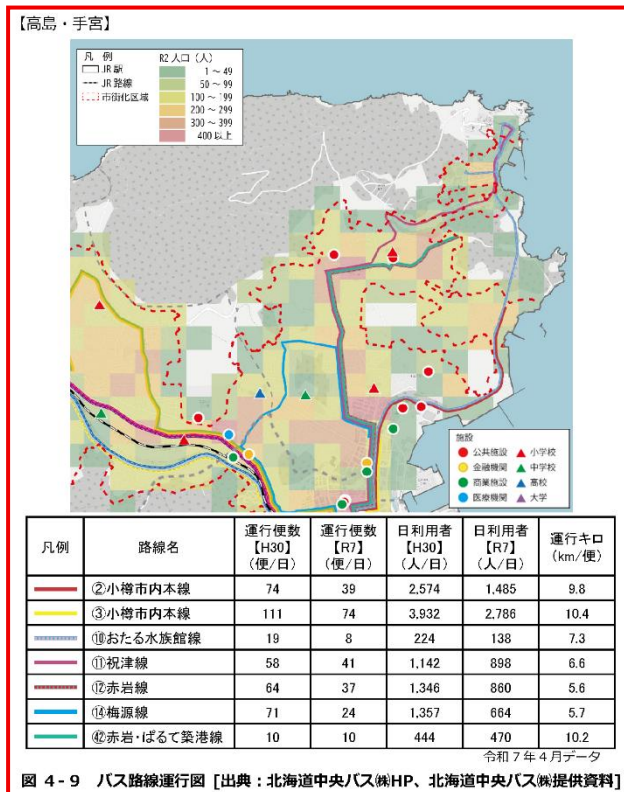 【高島・手宮】
凡 例
JR 駅
JR 路線
市街化区域
R2 人口（人）
1 ～ 49
50 ～ 99
100 ～ 199
200 ～ 299
300 ～ 399
400 以上
施設
公共施設 小学校
金融機関 中学校
商業施設 高校
医療機関 大学
凡例 路線名 運行便数【H30】（便/日） 運行便数【R7】（便/日） 日利用者【H30】（人/日） 日利用者【R7】（人/日） 運行キロ（km/便）
②小樽市内本線 74 39 2,574 1,485 9.8
③小樽市内本線 111 74 3,932 2,786 10.4
⑩おたる水族館線 19 8 224 138 7.3
⑪祝津線 58 41 1,142 898 6.6
⑫赤岩線 64 37 1,346 860 5.6
⑭梅源線 71 24 1,357 664 5.7
㊷赤岩・ぱるて築港線 10 10 444 470 10.2
令和７年４月データ
図 4-9 バス路線運行図 [出典：北海道中央バス㈱HP、北海道中央バス㈱提供資料]